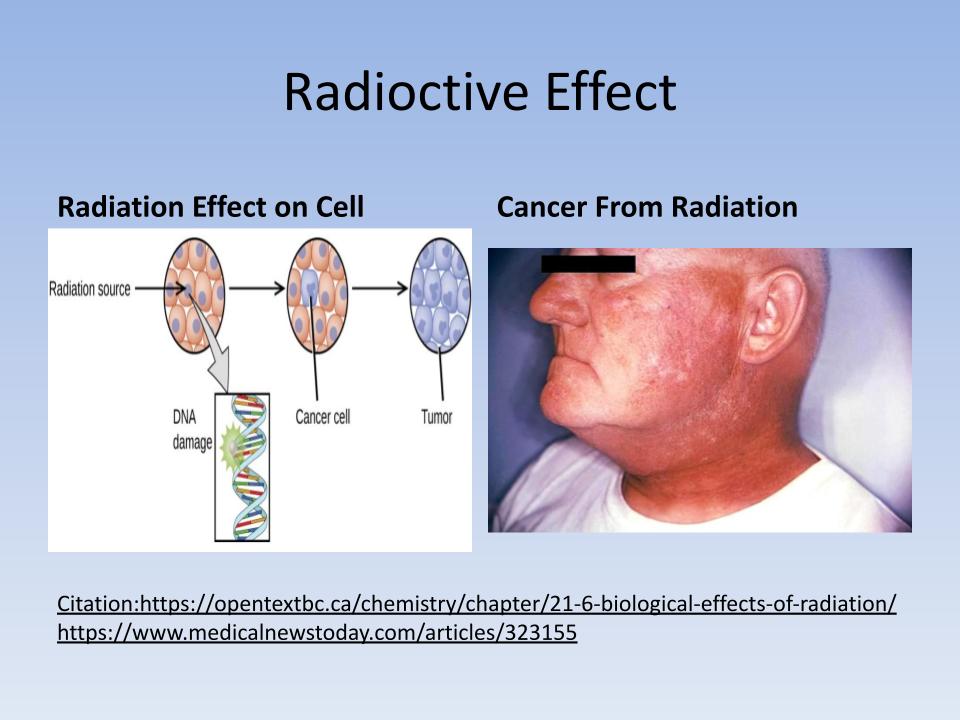 Radioctive Effect
Radiation Effect on Cell
Cancer From Radiation
Radiation source
DNA
damage
Cancer cell
Tumor
Citation:https://opentextbc.ca/chemistry/chapter/21-6-biological-effects-of-radiation/
https://www.medicalnewstoday.com/articles/323155